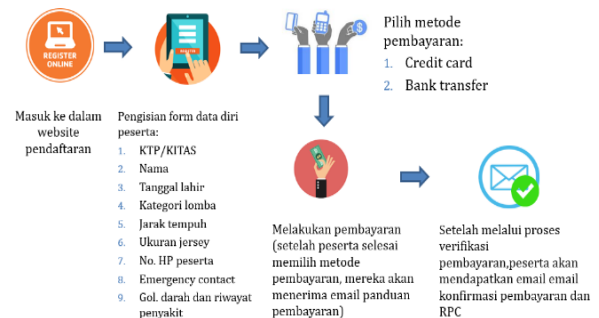 REGISTER
ONLINE
Masuk ke dalam
website
pendaftaran
Pengisian form data diri
peserta:
1. KTP/KITAS
2. Nama
3. Tanggal lahir
4. Kategori lomba
5. Jarak tempuh
6. Ukuran jersey
7. No. HP peserta
8. Emergency contact
9. Gol. darah dan riwayat
penyakit
Pilih metode
pembayaran:
1. Credit card
2. Bank transfer
Melakukan pembayaran
(setelah peserta selesai
memilih metode
pembayaran, mereka akan
menerima email panduan
pembayaran)
Setelah melalui proses
verifikasi
pembayaran,peserta akan
mendapatkan email email
konfirmasi pembayaran dan
RPC